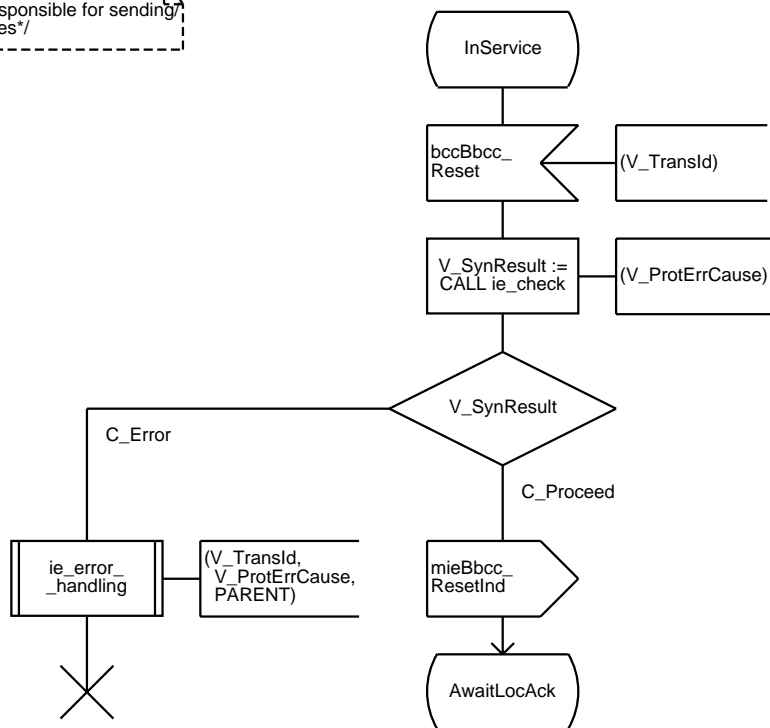 sponsible for sending/
es*/
InService
bccBbcc_
Reset
(V_TransId)
V_SynResult :=
CALL ie_check
(V_ProtErrCause)
V_SynResult
C_Error
C_Proceed
ie_error_
_handling
(V_TransId,
V_ProtErrCause,
PARENT)
mieBbcc_
ResetInd
AwaitLocAck